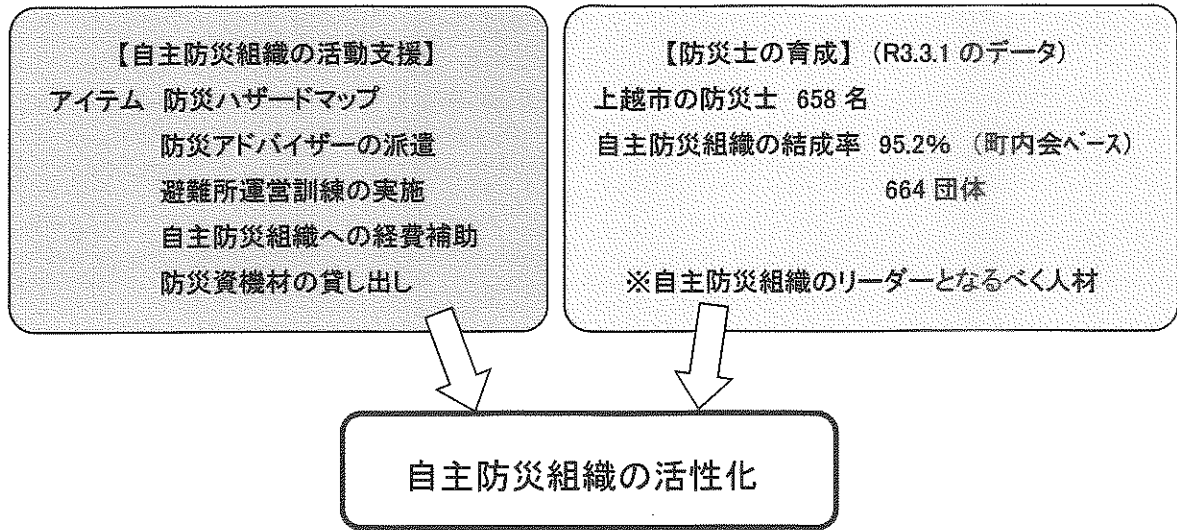 【自主防災組織の活動支援】
アイテム 防災ハザードマップ
防災アドバイザーの派遣
避難所運営訓練の実施
自主防災組織への経費補助
防災資機材の貸し出し
【防災士の育成】（R3.3.1 のデータ）
上越市の防災士 658 名
自主防災組織の結成率 95.2% （町内会ベース）
664 団体
※自主防災組織のリーダーとなるべく人材
自主防災組織の活性化